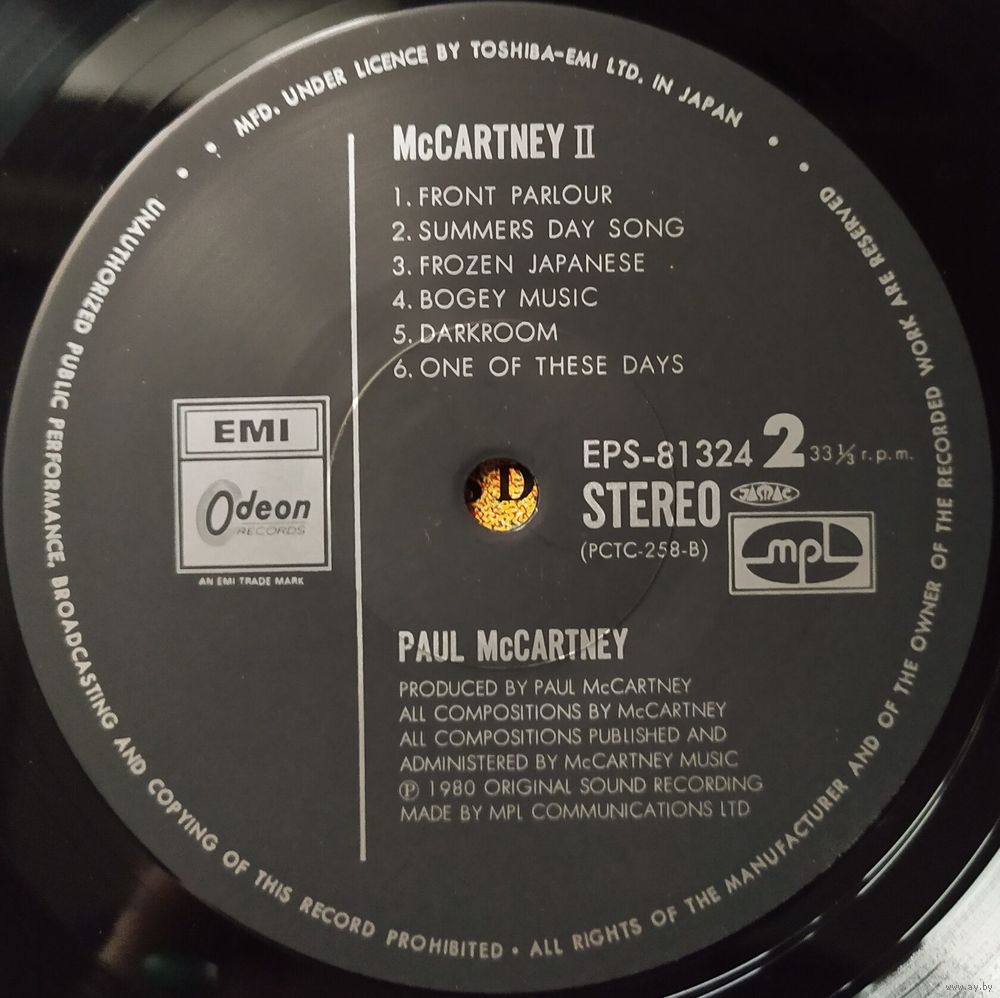 MFD. UNDER LICENCE BY TOSHIBA-EMI LTD. IN JAPAN
McCARTNEY II
1. FRONT PARLOUR
2. SUMMERS DAY SONG
3. FROZEN JAPANESE
4. BOGEY MUSIC
5. DARKROOM
6. ONE OF THESE DAYS
EMI
Odeon
RECORDS
AN EMI TRADE MARK
D
EPS-81324 2 33⅓ r.p.m.
STEREO JASRAC
(PCTC-258-B)
mpl
PAUL McCARTNEY
PRODUCED BY PAUL McCARTNEY
ALL COMPOSITIONS BY McCARTNEY
ALL COMPOSITIONS PUBLISHED AND
ADMINISTERED BY McCARTNEY MUSIC
℗ 1980 ORIGINAL SOUND RECORDING
MADE BY MPL COMMUNICATIONS LTD
UNAUTHORIZED PUBLIC PERFORMANCE, BROADCASTING AND COPYING OF THIS RECORD PROHIBITED • ALL RIGHTS OF THE MANUFACTURER AND OF THE OWNER OF THE RECORDED WORK ARE RESERVED
www.ay.by